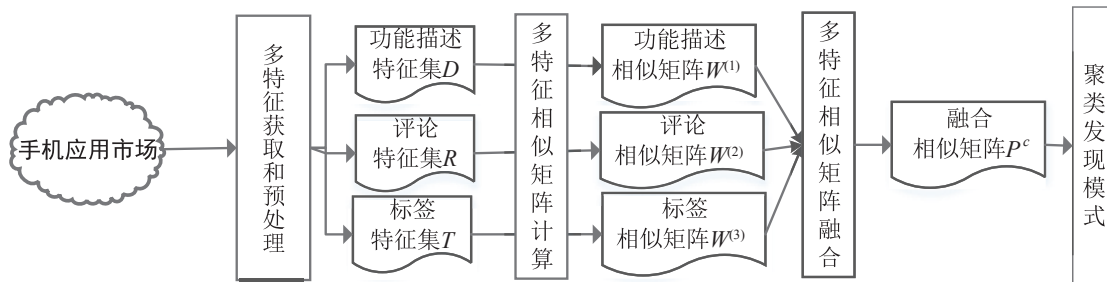 手机应用市场
多特征获取和预处理
功能描述
特征集D
评论
特征集R
标签
特征集T
多特征相似矩阵计算
功能描述
相似矩阵W(1)
评论
相似矩阵W(2)
标签
相似矩阵W(3)
多特征相似矩阵融合
融合
相似矩阵Pc
聚类发现模式